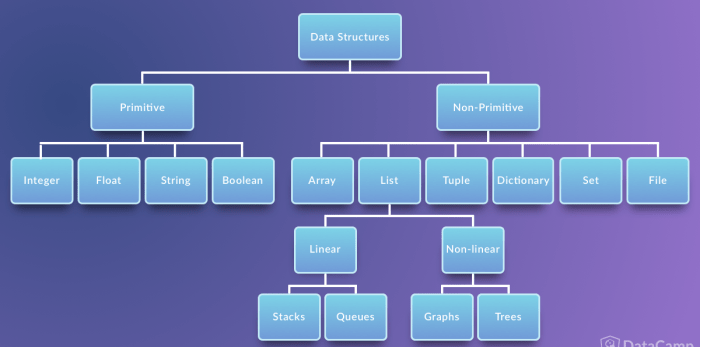 Data Structures
Primitive
Non-Primitive
Integer
Float
String
Boolean
Array
List
Tuple
Dictionary
Set
File
Linear
Non-linear
Stacks
Queues
Graphs
Trees
DataCamp